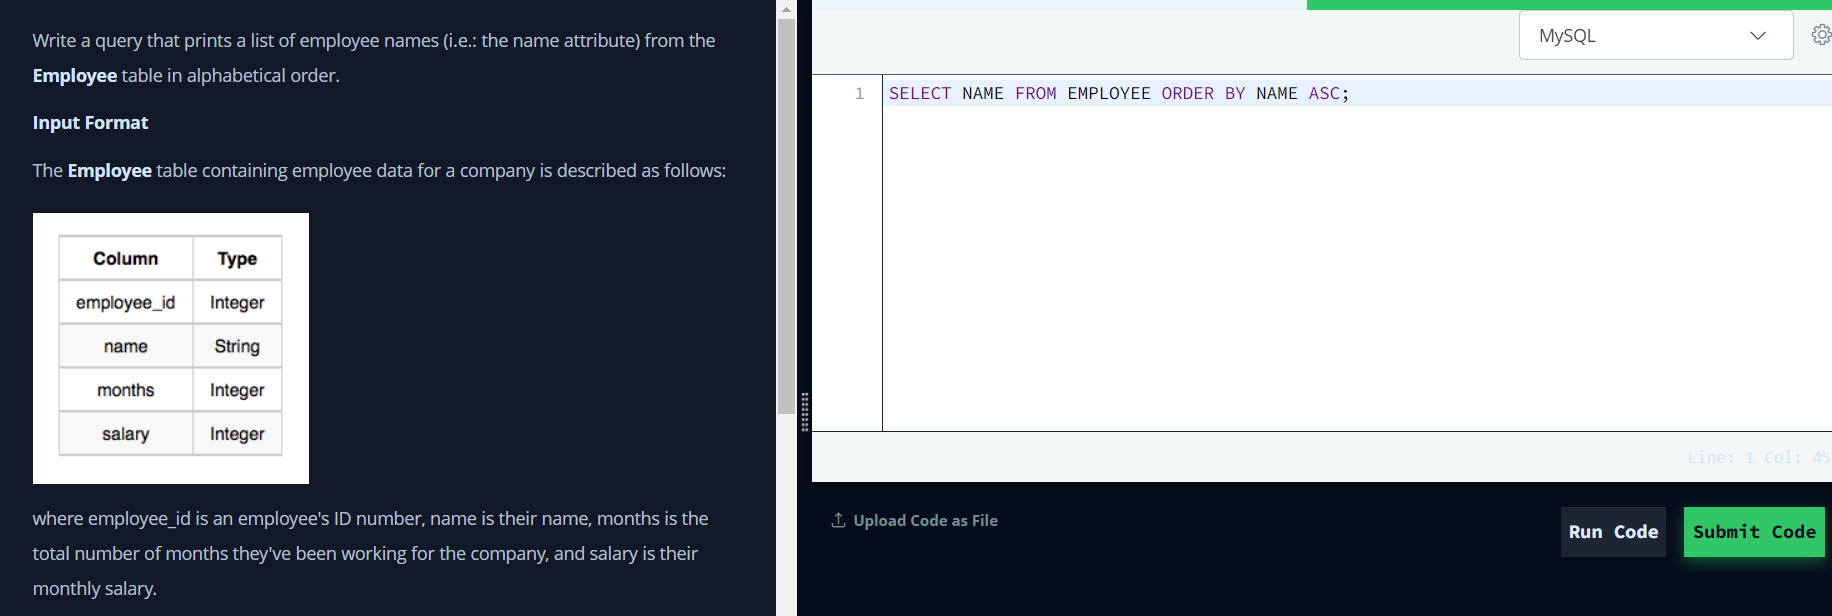 Write a query that prints a list of employee names (i.e.: the name attribute) from the
Employee table in alphabetical order.
Input Format
The Employee table containing employee data for a company is described as follows:
Column Type
employee_id Integer
name String
months Integer
salary Integer
where employee_id is an employee's ID number, name is their name, months is the
total number of months they've been working for the company, and salary is their
monthly salary.
MySQL
1 SELECT NAME FROM EMPLOYEE ORDER BY NAME ASC;
Line: 1 Col: 45
Upload Code as File
Run Code
Submit Code